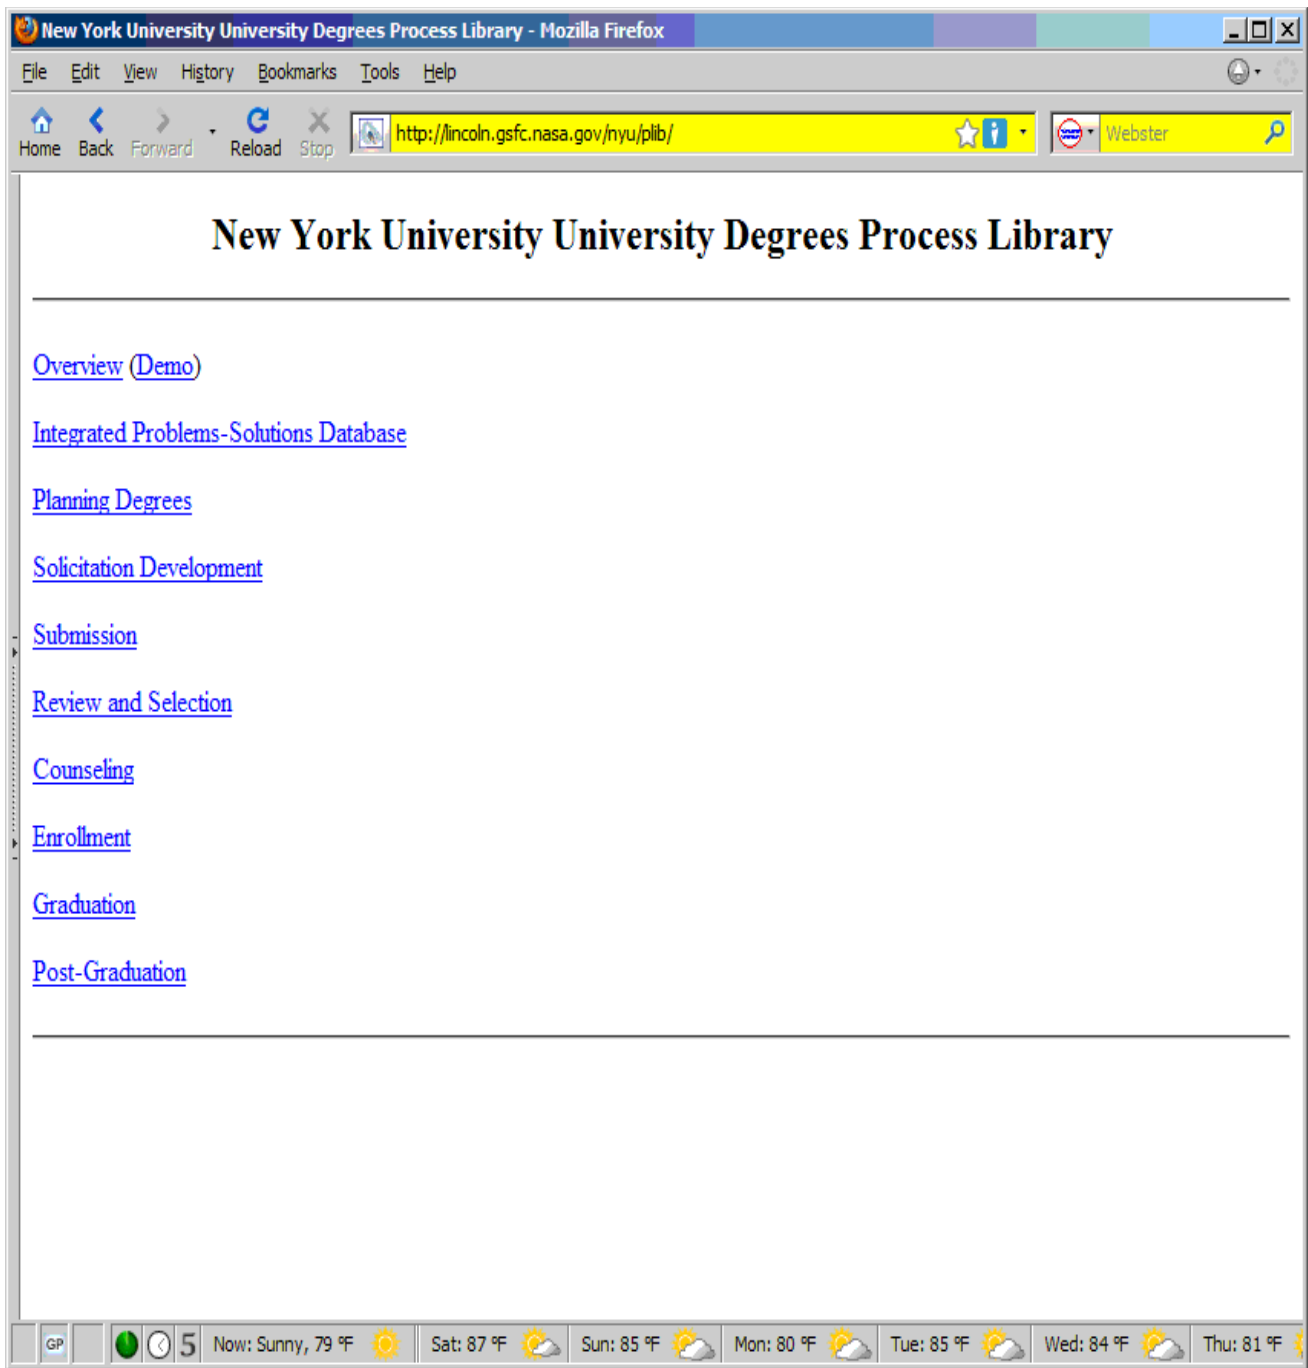 New York University University Degrees Process Library - Mozilla Firefox
File Edit View History Bookmarks Tools Help
Home Back Forward Reload Stop http://lincoln.gsfc.nasa.gov/nyu/plib/ Webster
New York University University Degrees Process Library
Overview (Demo)
Integrated Problems-Solutions Database
Planning Degrees
Solicitation Development
Submission
Review and Selection
Counseling
Enrollment
Graduation
Post-Graduation
GP 5 Now: Sunny, 79 °F Sat: 87 °F Sun: 85 °F Mon: 80 °F Tue: 85 °F Wed: 84 °F Thu: 81 °F